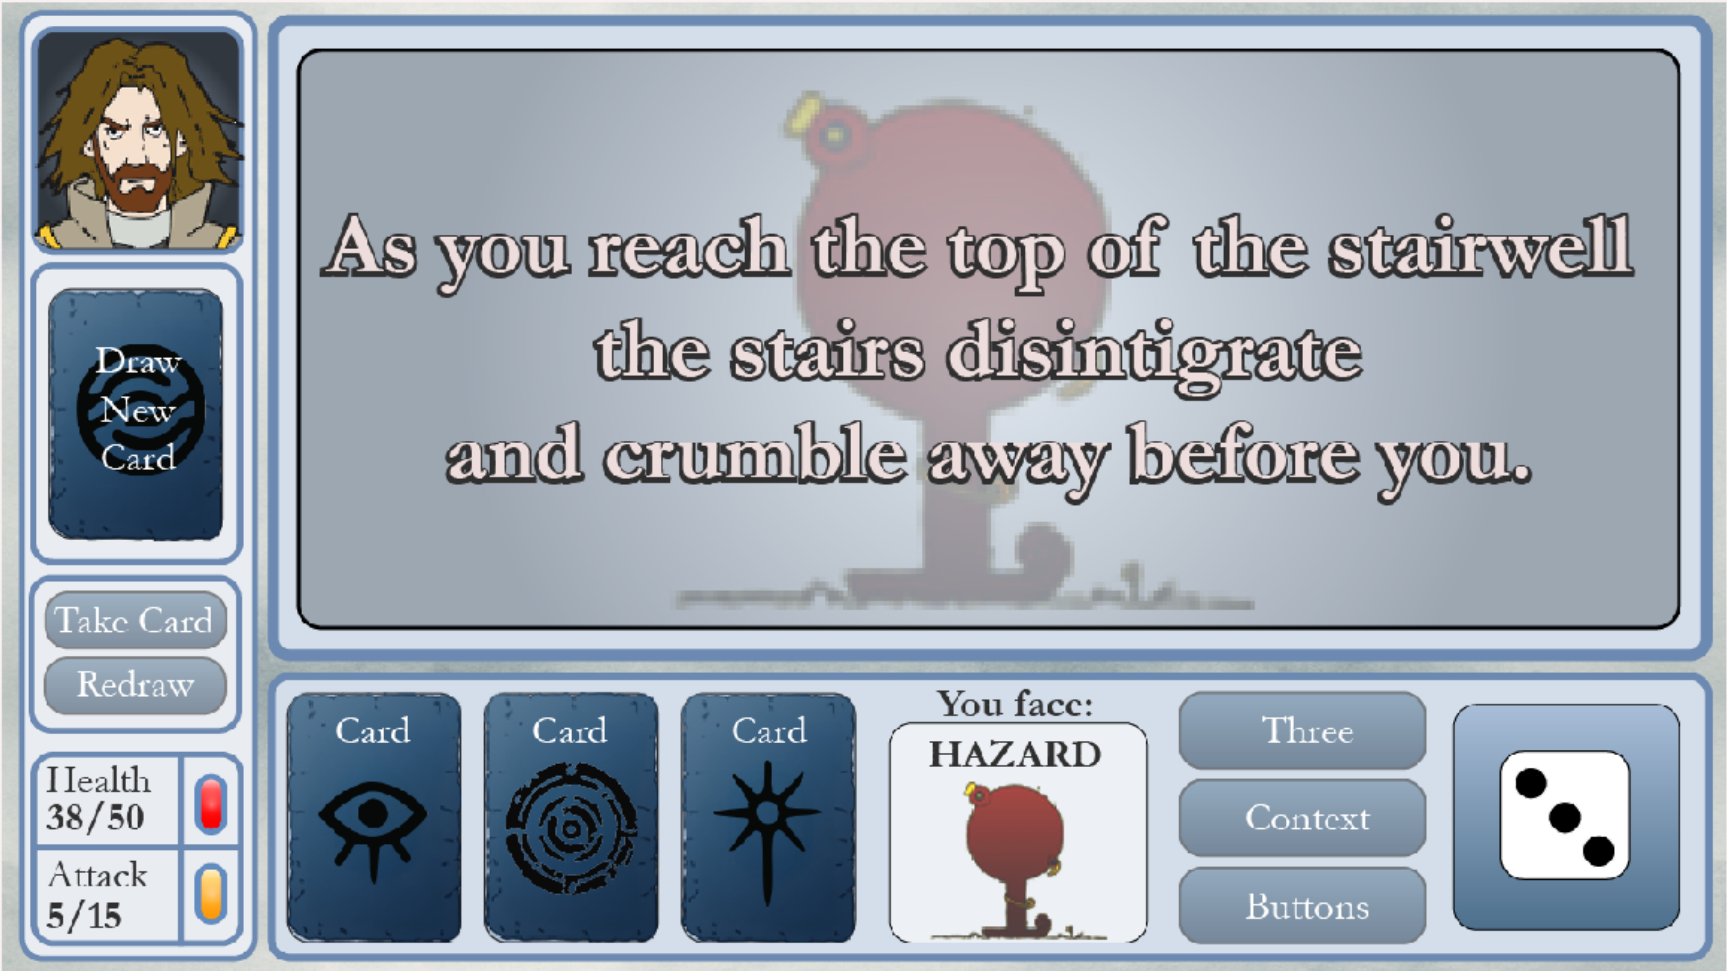 As you reach the top of the stairwell
the stairs disintigrate
and crumble away before you.
Draw
New
Card
Take Card
Redraw
Health
38/50
Attack
5/15
Card
Card
Card
You face:
HAZARD
Three
Context
Buttons